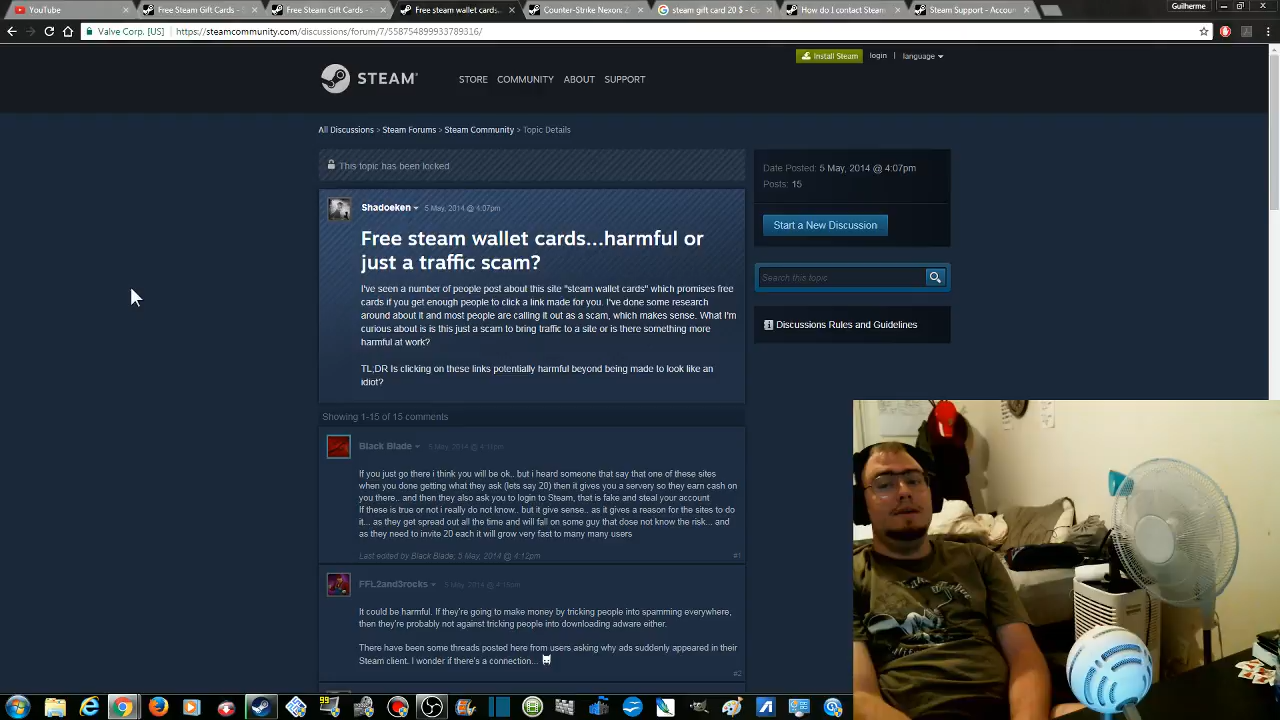 YouTube
Free Steam Gift Cards -
Free Steam Gift Cards -
Free steam wallet cards..
Counter-Strike Nexon: Z
steam gift card 20 $ - Go
How do I contact Steam
Steam Support - Accou
Guilherme
Valve Corp. [US] | https://steamcommunity.com/discussions/forum/7/558754899933789316/
Install Steam login | language
STEAM®
STORE COMMUNITY ABOUT SUPPORT
All Discussions > Steam Forums > Steam Community > Topic Details
This topic has been locked
Shadoeken 5 May, 2014 @ 4:07pm
Free steam wallet cards...harmful or
just a traffic scam?
I've seen a number of people post about this site "steam wallet cards" which promises free
cards if you get enough people to click a link made for you. I've done some research
around about it and most people are calling it out as a scam, which makes sense. What I'm
curious about is is this just a scam to bring traffic to a site or is there something more
harmful at work?
TL;DR Is clicking on these links potentially harmful beyond being made to look like an
idiot?
Date Posted: 5 May, 2014 @ 4:07pm
Posts: 15
Start a New Discussion
Search this topic
Discussions Rules and Guidelines
Showing 1-15 of 15 comments
Black Blade 5 May, 2014 @
If you just go there i think you will be ok.. but i heard someone that say that one of these sites
when you done getting what they ask (lets say 20) then it gives you a servery so they earn cash on
you there.. and then they also ask you to login to Steam, that is fake and steal your account
If these is true or not i really do not know.. but it give sense.. as it gives a reason for the sites to do
it.. as they get spread out all the time and will fall on some guy that dose not know the risk... and
as they need to invite 20 each it will grow very fast to many many users
Last edited by Black Blade; 5 May, 2014 @ 4:12pm
#1
FFL2and3rocks 5 May, 2014 @
It could be harmful. If they're going to make money by tricking people into spamming everywhere,
then they're probably not against tricking people into downloading adware either.
There have been some threads posted here from users asking why ads suddenly appeared in their
Steam client. I wonder if there's a connection...
#2